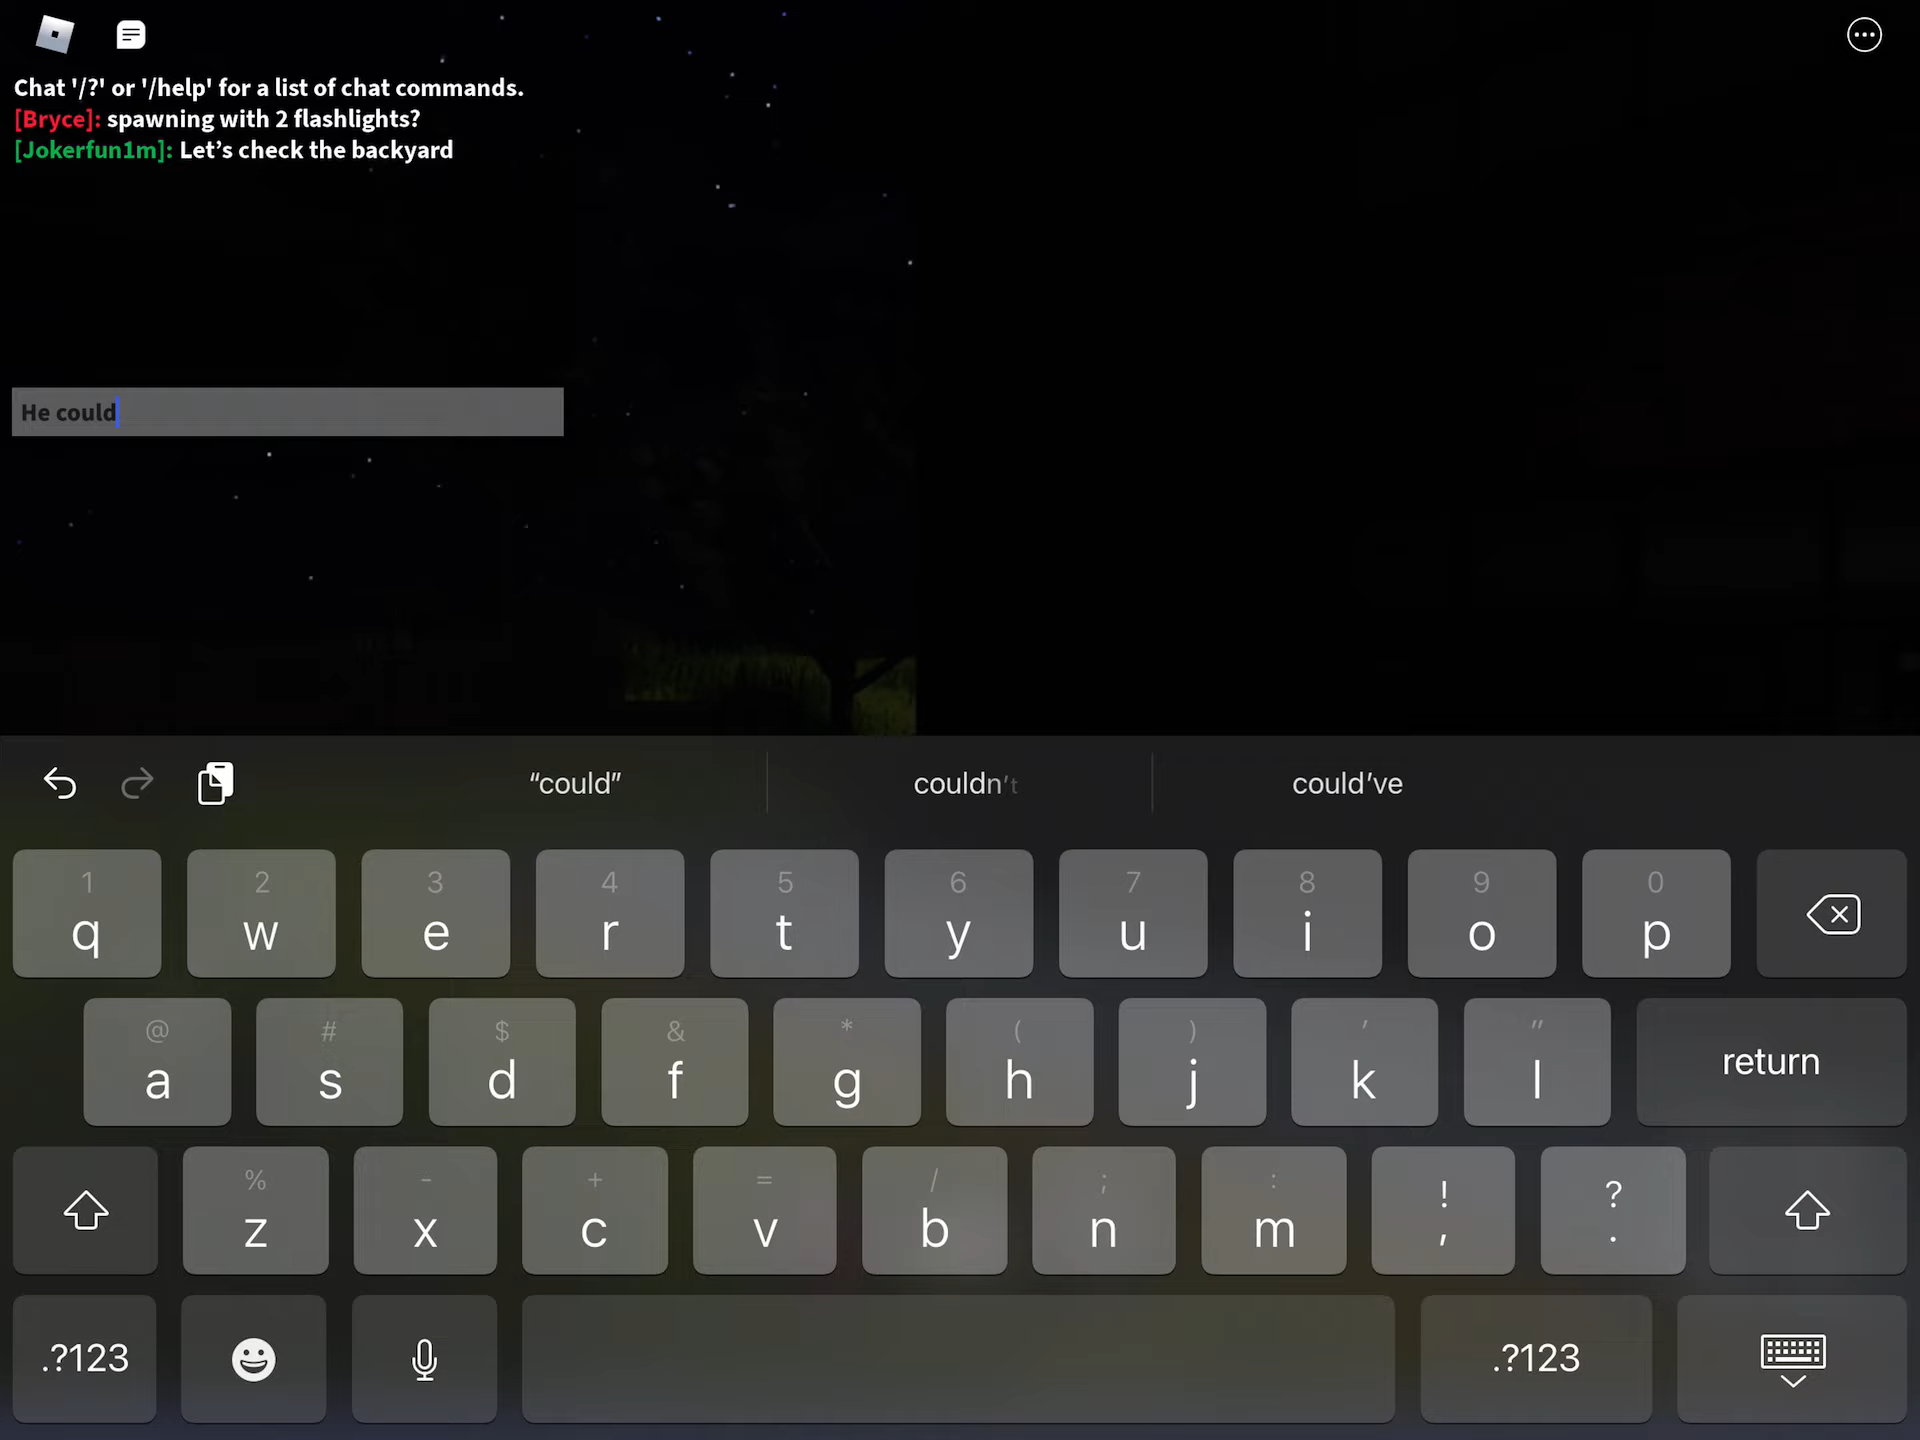 Chat '/?' or '/help' for a list of chat commands.
[Bryce]: spawning with 2 flashlights?
[Jokerfun1m]: Let’s check the backyard
He could
“could” couldn't could've
1 2 3 4 5 6 7 8 9 0
q w e r t y u i o p
@ # $ & * ( ) ' "
a s d f g h j k l return
% - + = / ; : ! ?
z x c v b n m , .
.?123 .?123